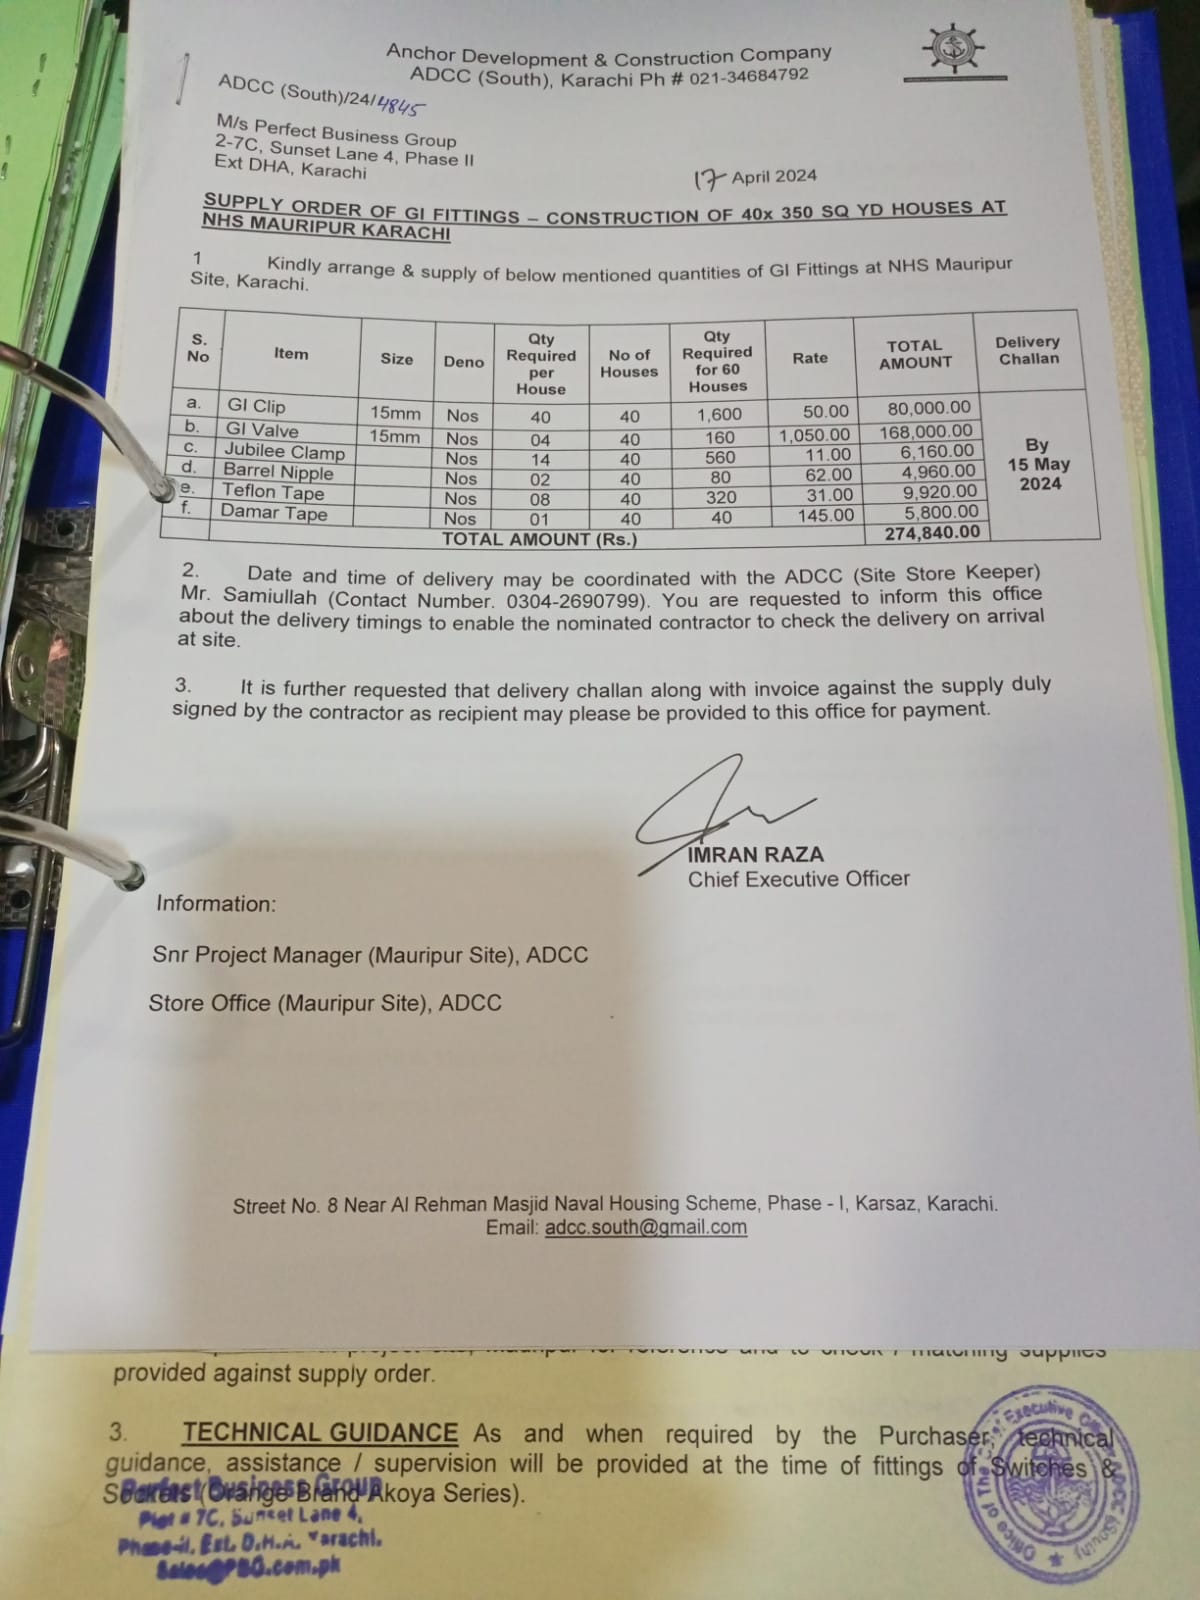 Anchor Development & Construction Company
ADCC (South), Karachi Ph # 021-34684792
ADCC (South)/24/4845
M/s Perfect Business Group
2-7C, Sunset Lane 4, Phase II
Ext DHA, Karachi
17 April 2024
SUPPLY ORDER OF GI FITTINGS – CONSTRUCTION OF 40x 350 SQ YD HOUSES AT
NHS MAURIPUR KARACHI
1 Kindly arrange & supply of below mentioned quantities of GI Fittings at NHS Mauripur
Site, Karachi.
S. No Item Size Deno Qty Required per House No of Houses Qty Required for 60 Houses Rate TOTAL AMOUNT Delivery Challan
a. GI Clip 15mm Nos 40 40 1,600 50.00 80,000.00
b. GI Valve 15mm Nos 04 40 160 1,050.00 168,000.00
c. Jubilee Clamp Nos 14 40 560 11.00 6,160.00
d. Barrel Nipple Nos 02 40 80 62.00 4,960.00
e. Teflon Tape Nos 08 40 320 31.00 9,920.00
f. Damar Tape Nos 01 40 40 145.00 5,800.00
By 15 May 2024
TOTAL AMOUNT (Rs.) 274,840.00
2. Date and time of delivery may be coordinated with the ADCC (Site Store Keeper)
Mr. Samiullah (Contact Number. 0304-2690799). You are requested to inform this office
about the delivery timings to enable the nominated contractor to check the delivery on arrival
at site.
3. It is further requested that delivery challan along with invoice against the supply duly
signed by the contractor as recipient may please be provided to this office for payment.
IMRAN RAZA
Chief Executive Officer
Information:
Snr Project Manager (Mauripur Site), ADCC
Store Office (Mauripur Site), ADCC
Street No. 8 Near Al Rehman Masjid Naval Housing Scheme, Phase - I, Karsaz, Karachi.
Email: adcc.south@gmail.com
matching supplies
provided against supply order.
3. TECHNICAL GUIDANCE As and when required by the Purchaser, technical
guidance, assistance / supervision will be provided at the time of fittings of Switches &
Sockets (Orange Brand Akoya Series).
Perfect Business Group
Plot # 7C, Sunset Lane 4,
Phase-II, Ext. D.H.A. Karachi.
Sales@PBG.com.pk
Office of The Executive